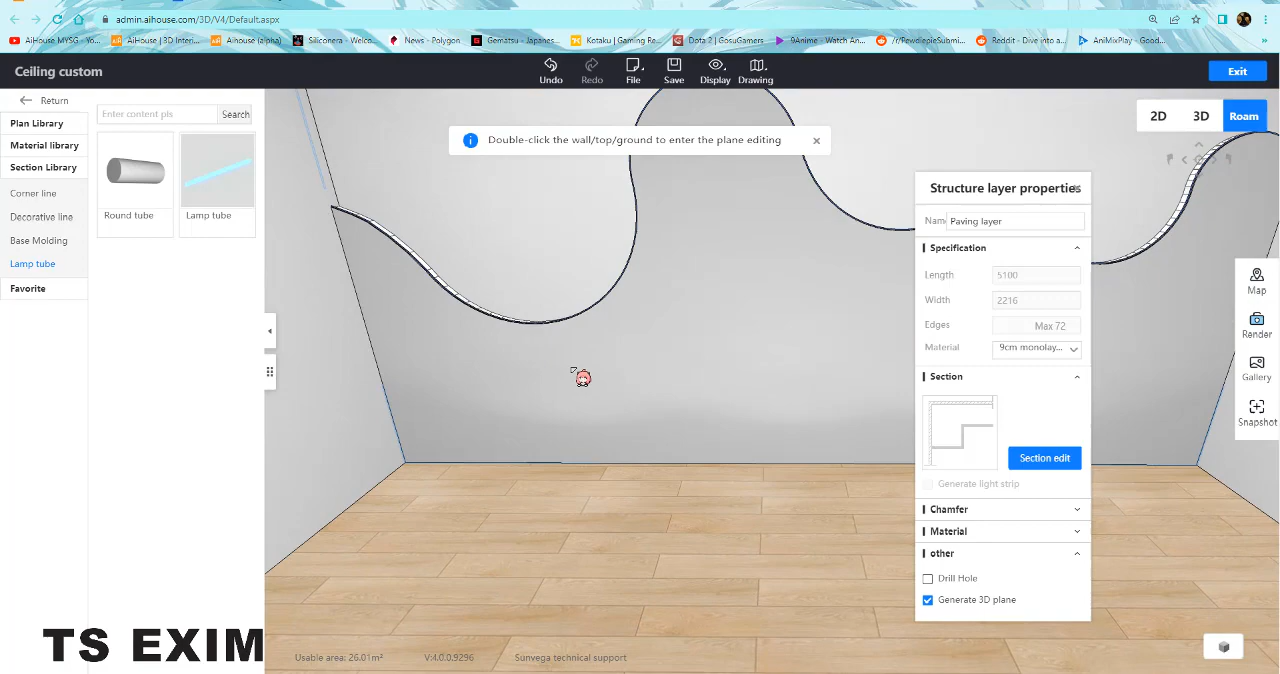 admin.aihouse.com/3D/V4/Default.aspx
AiHouse MYSG - Yo...
AiHouse | 3D Interi...
Aihouse (alpha)
Siliconera - Welco...
News - Polygon
Gematsu - Japanes...
Kotaku | Gaming Re...
Dota 2 | GosuGamers
9Anime - Watch An...
r/PewdiepieSubmi...
Reddit - Dive into a...
AniMixPlay - Good...
Ceiling custom
Undo
Redo
File
Save
Display
Drawing
Exit
Return
Plan Library
Material library
Section Library
Corner line
Decorative line
Base Molding
Lamp tube
Favorite
Enter content pls
Search
Round tube
Lamp tube
Double-click the wall/top/ground to enter the plane editing
2D
3D
Roam
Structure layer properties
Nam
Paving layer
Specification
Length
5100
Width
2216
Edges
Max 72
Material
9cm monolay...
Section
Section edit
Generate light strip
Chamfer
Material
other
Drill Hole
Generate 3D plane
Map
Render
Gallery
Snapshot
TS EXIM
Usable area: 26.01m²
V:4.0.0.9296
Sunvega technical support